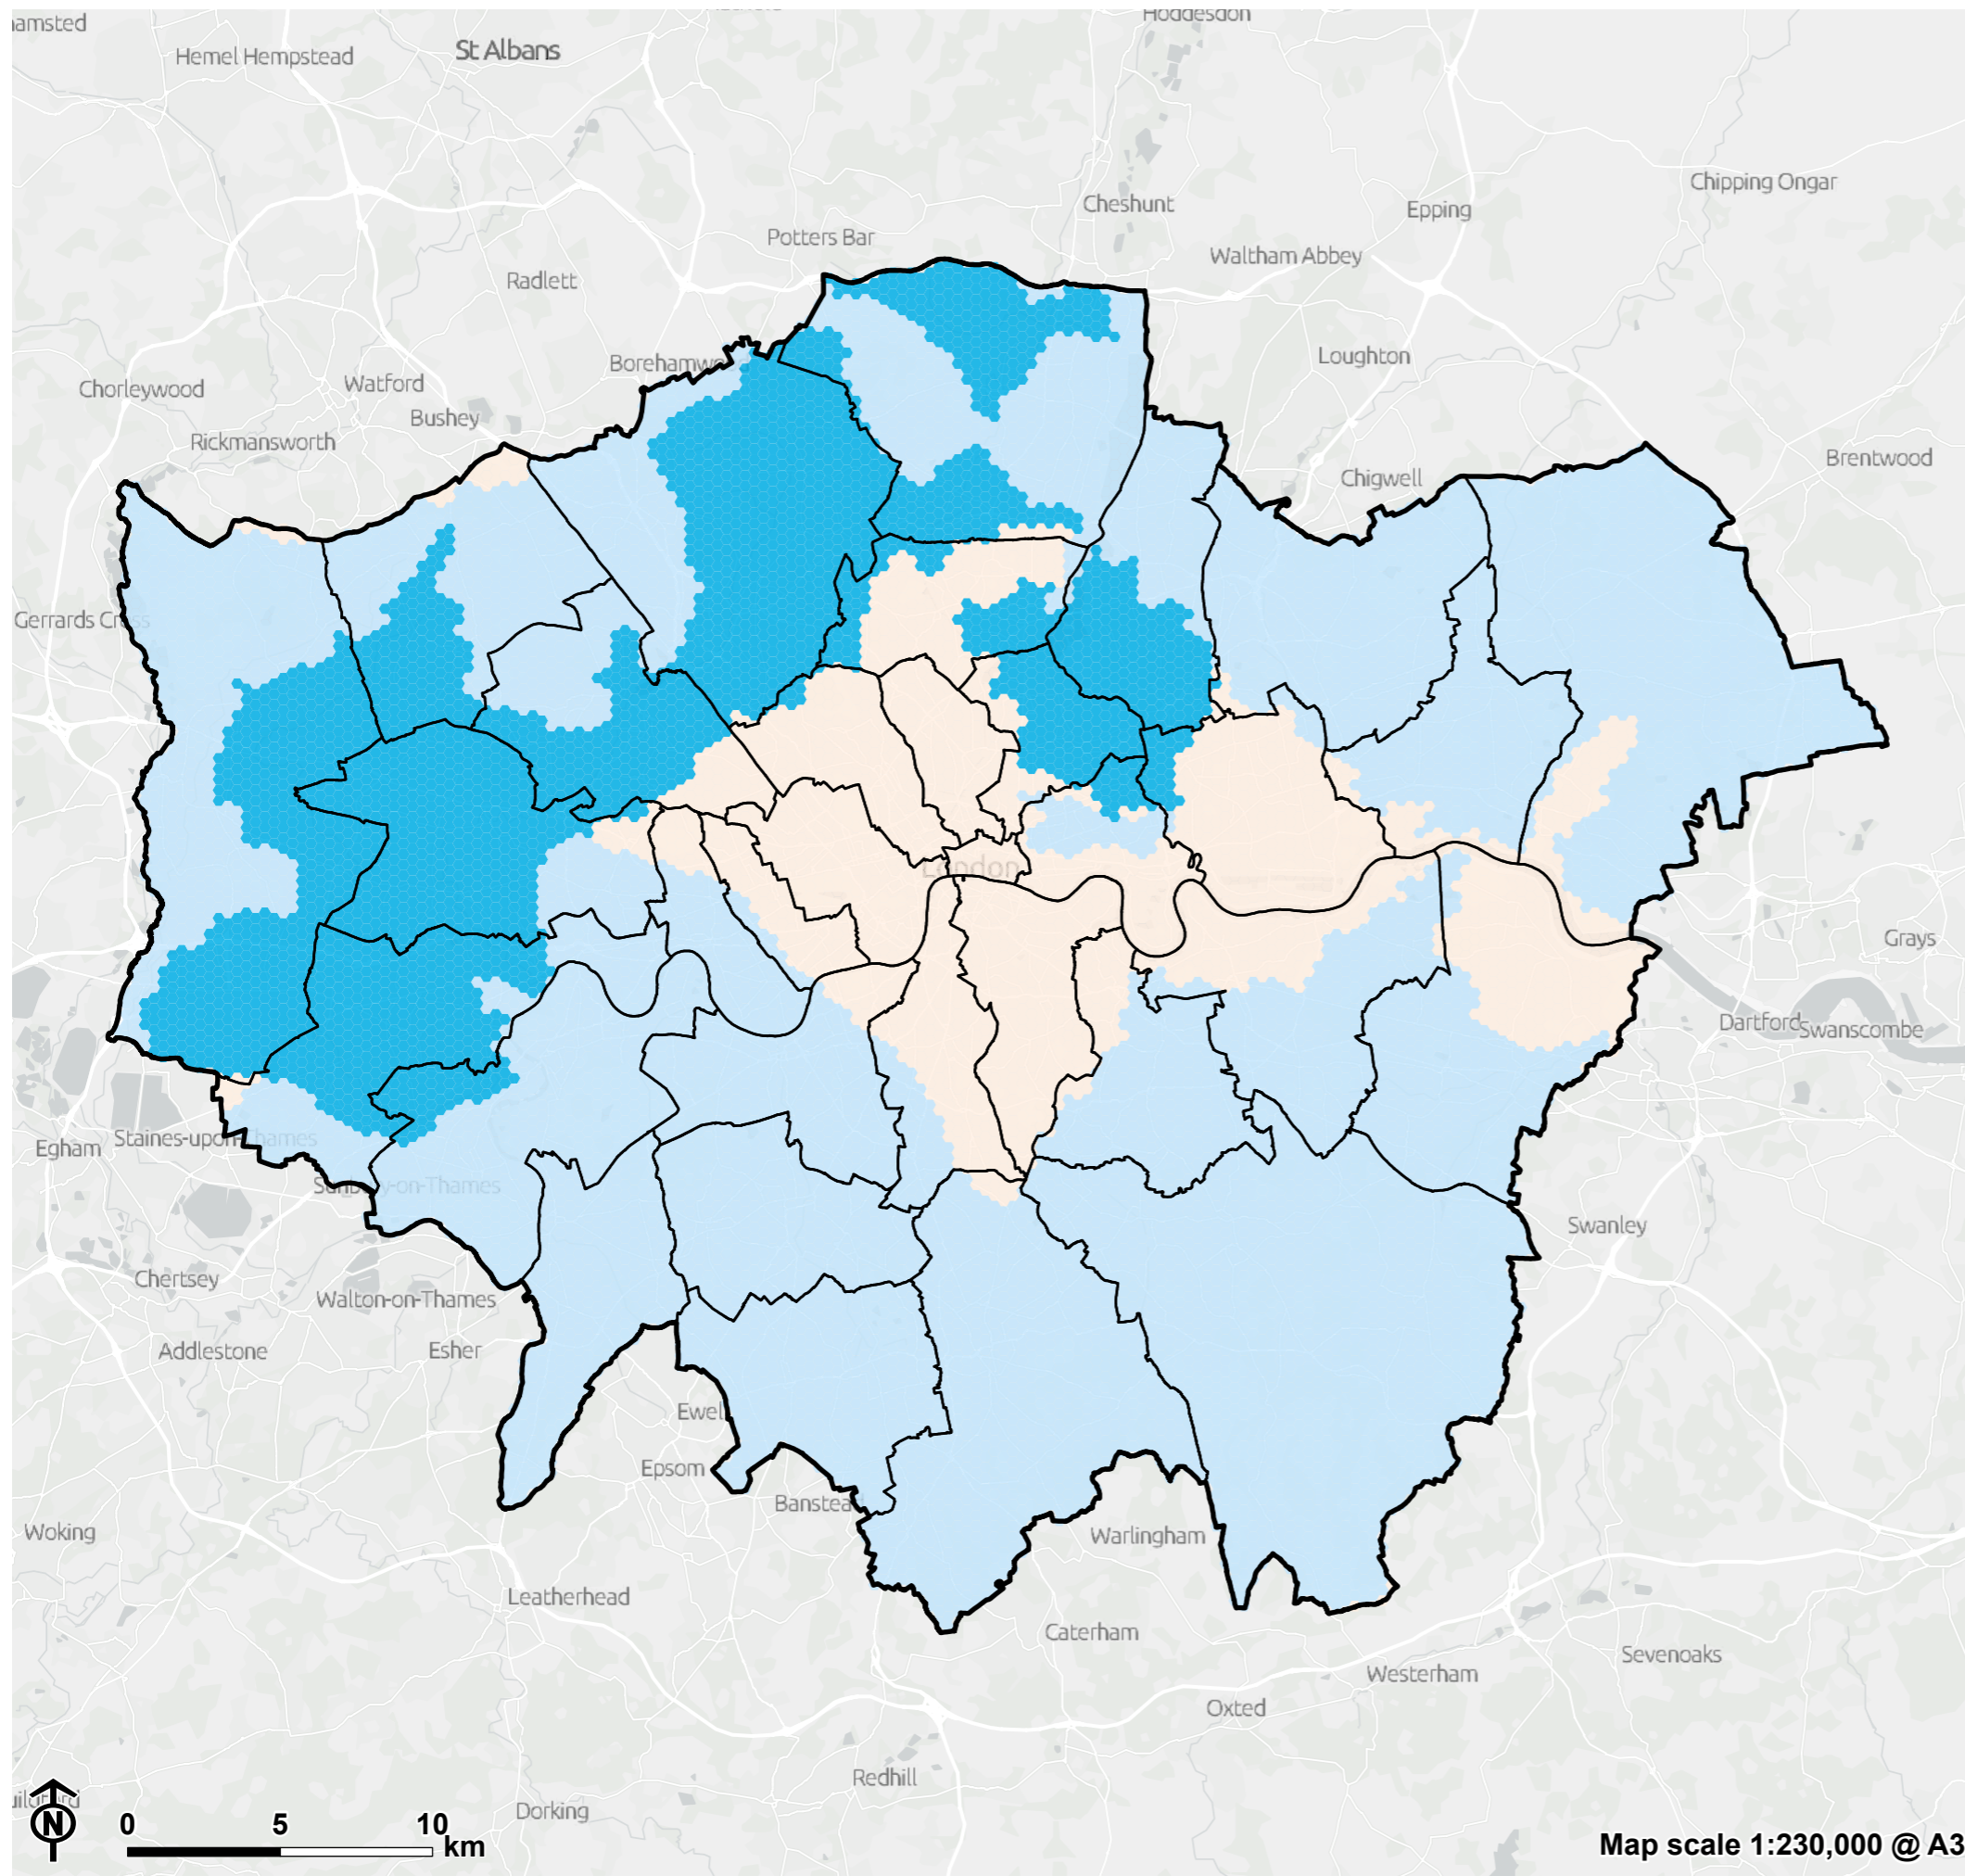 Hoddesdon
amsted
Hemel Hempstead
St Albans
Chipping Ongar
Cheshunt
Epping
Potters Bar
Waltham Abbey
Radlett
Loughton
Borehamwo
Chorleywood
Watford
Bushey
Rickmansworth
Brentwood
Chigwell
Gerrards Cross
London
Grays
Dartford
Swanscombe
Egham
Staines-upon-Thames
Sunbury-on-Thames
Swanley
Chertsey
Walton-on-Thames
Addlestone
Esher
Ewel
Epsom
Banstea
Woking
Warlingham
Leatherhead
Caterham
Sevenoaks
Westerham
Oxted
Redhill
Dorking
N
0 5 10
km
Map scale 1:230,000 @ A3